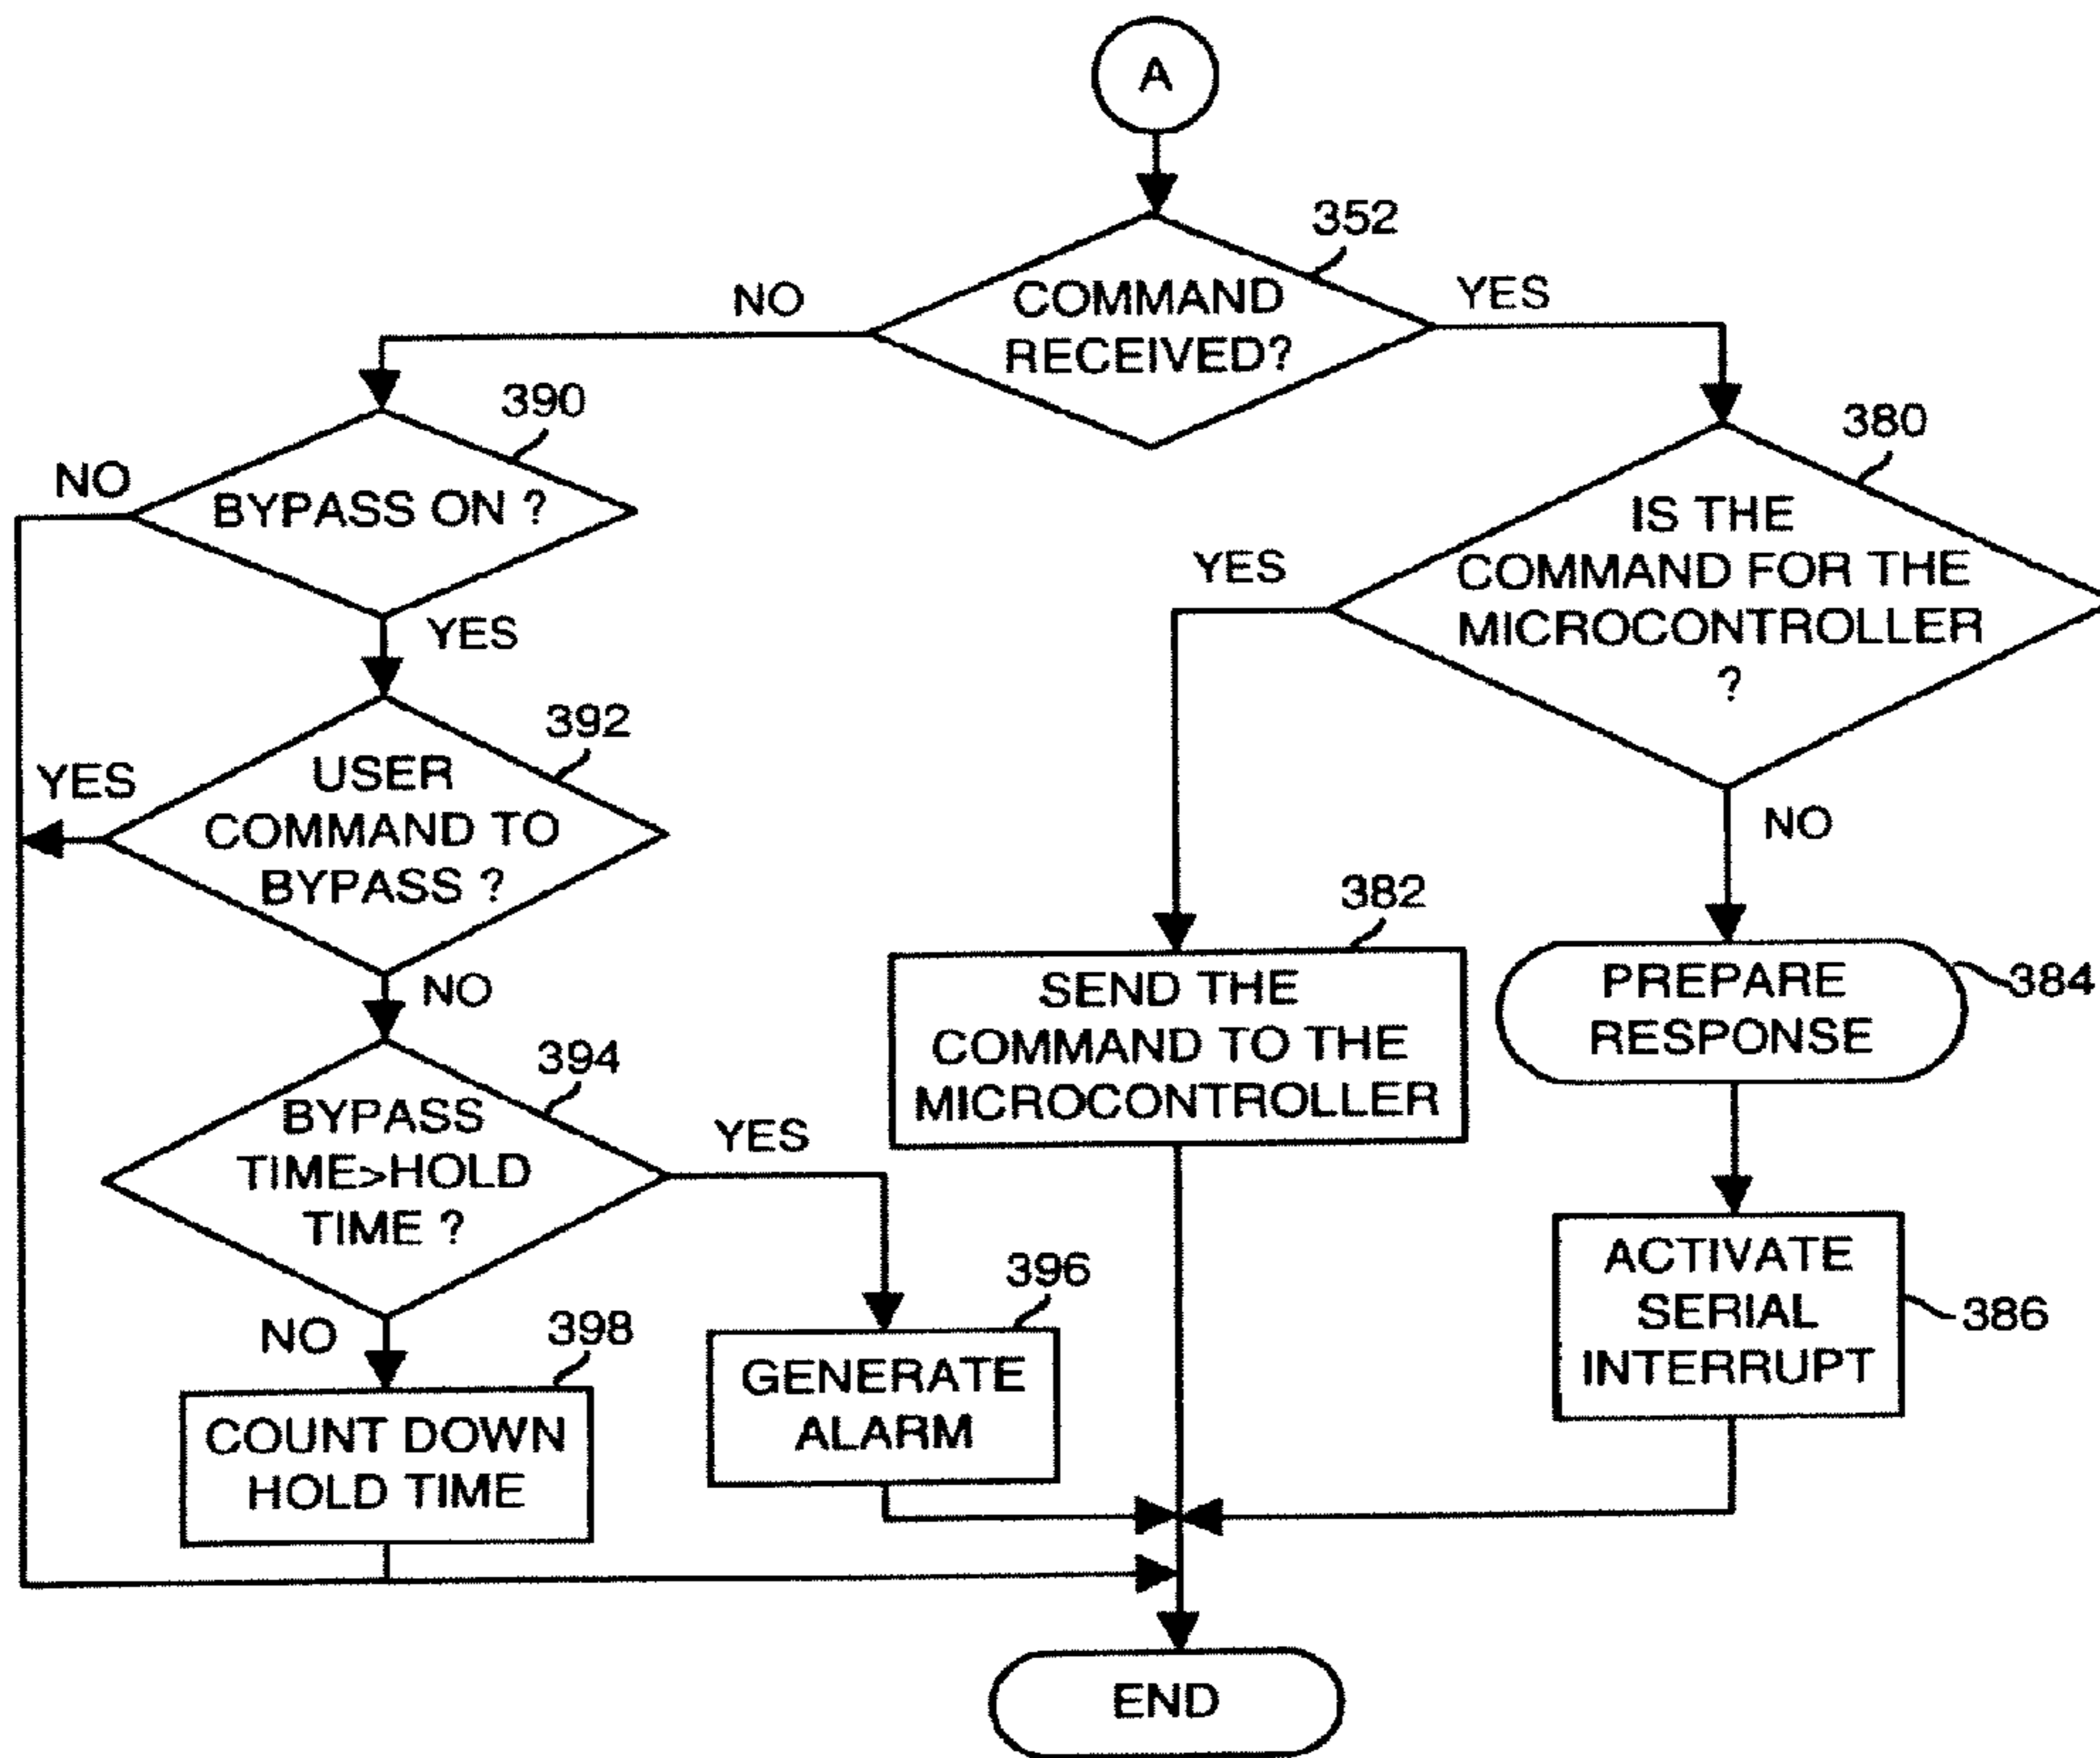 A
352
COMMAND
RECEIVED?
NO
YES
390
BYPASS ON ?
NO
YES
380
IS THE
COMMAND FOR THE
MICROCONTROLLER
?
YES
NO
392
USER
COMMAND TO
BYPASS ?
YES
NO
382
SEND THE
COMMAND TO THE
MICROCONTROLLER
384
PREPARE
RESPONSE
394
BYPASS
TIME>HOLD
TIME ?
YES
NO
396
GENERATE
ALARM
386
ACTIVATE
SERIAL
INTERRUPT
398
COUNT DOWN
HOLD TIME
END